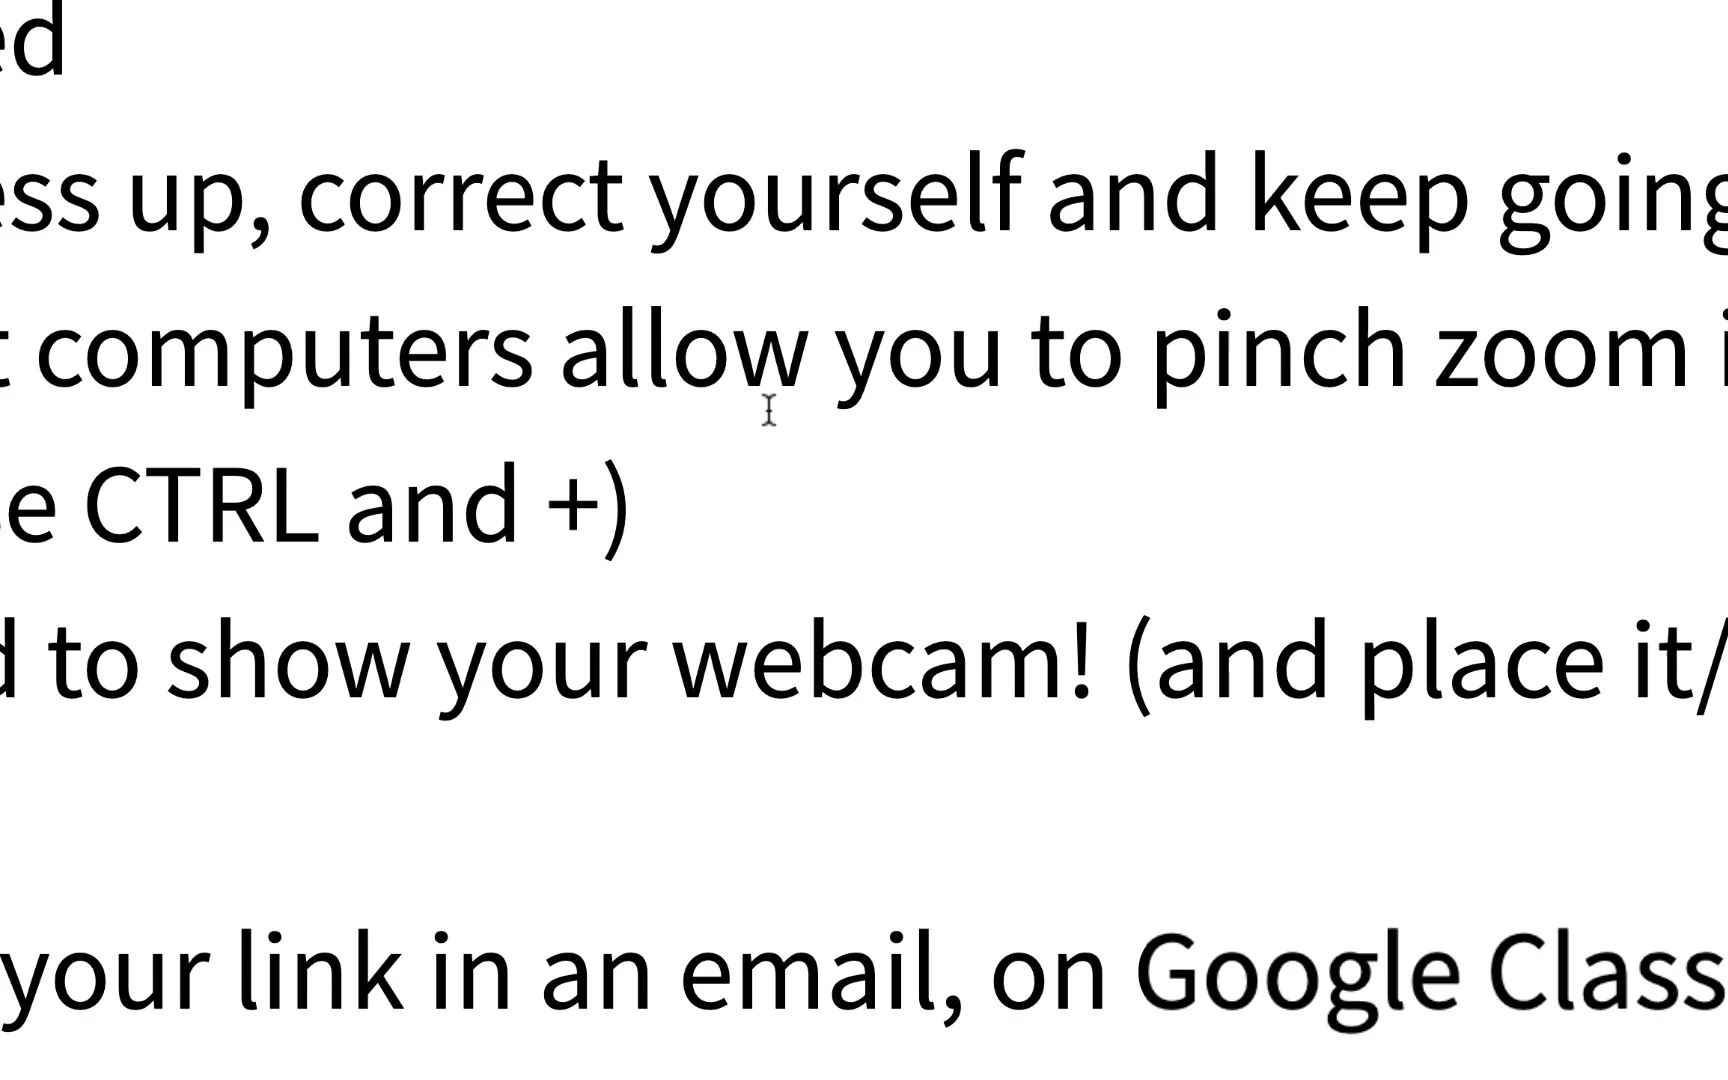 ed
ess up, correct yourself and keep going
t computers allow you to pinch zoom i
se CTRL and +)
d to show your webcam! (and place it/
your link in an email, on Google Class